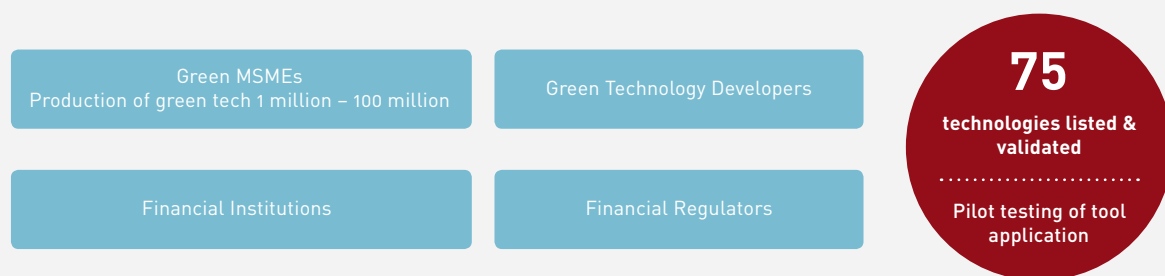 Green MSMEs
Production of green tech 1 million – 100 million
Green Technology Developers
Financial Institutions
Financial Regulators
75
technologies listed &
validated
Pilot testing of tool
application